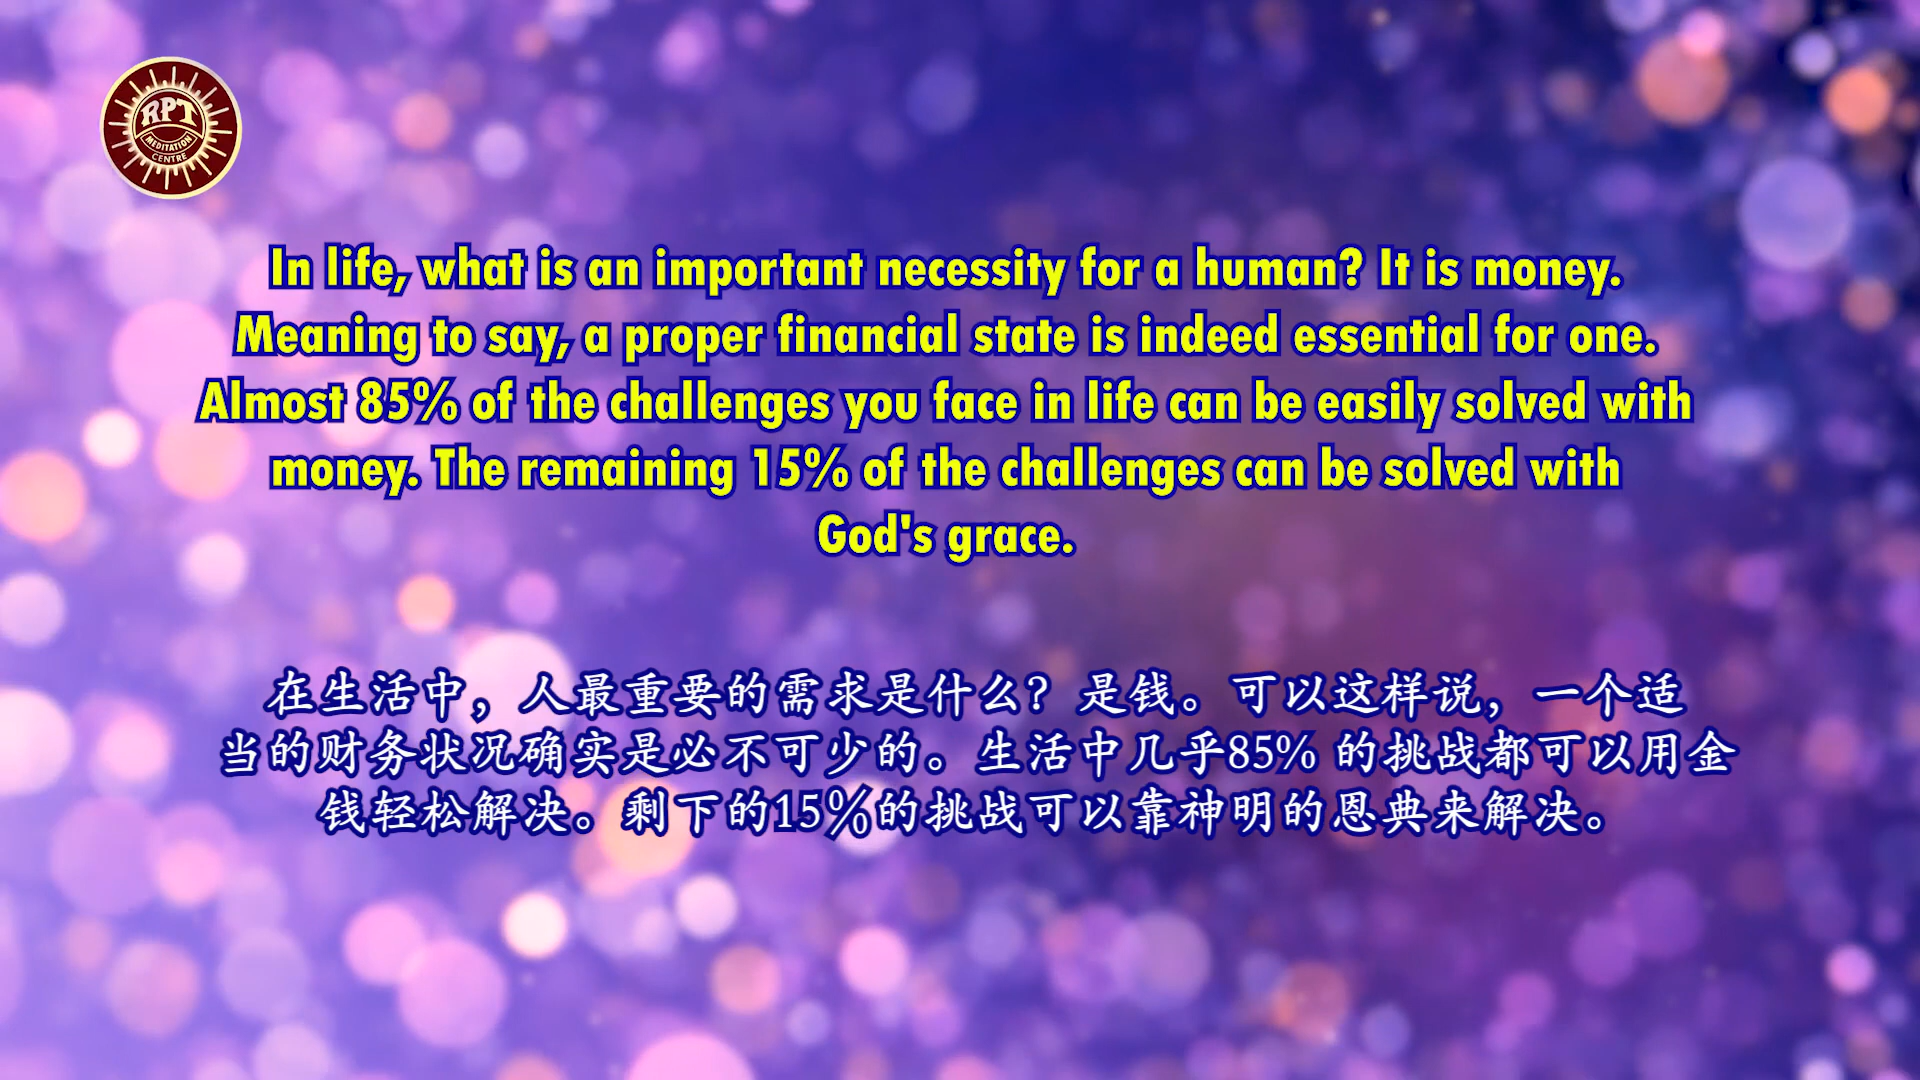 RPT
MEDITATION
CENTRE
In life, what is an important necessity for a human? It is money.
Meaning to say, a proper financial state is indeed essential for one.
Almost 85% of the challenges you face in life can be easily solved with
money. The remaining 15% of the challenges can be solved with
God's grace.
在生活中，人最重要的需求是什么？是钱。可以这样说，一个适
当的财务状况确实是必不可少的。生活中几乎85% 的挑战都可以用金
钱轻松解决。剩下的15%的挑战可以靠神明的恩典来解决。